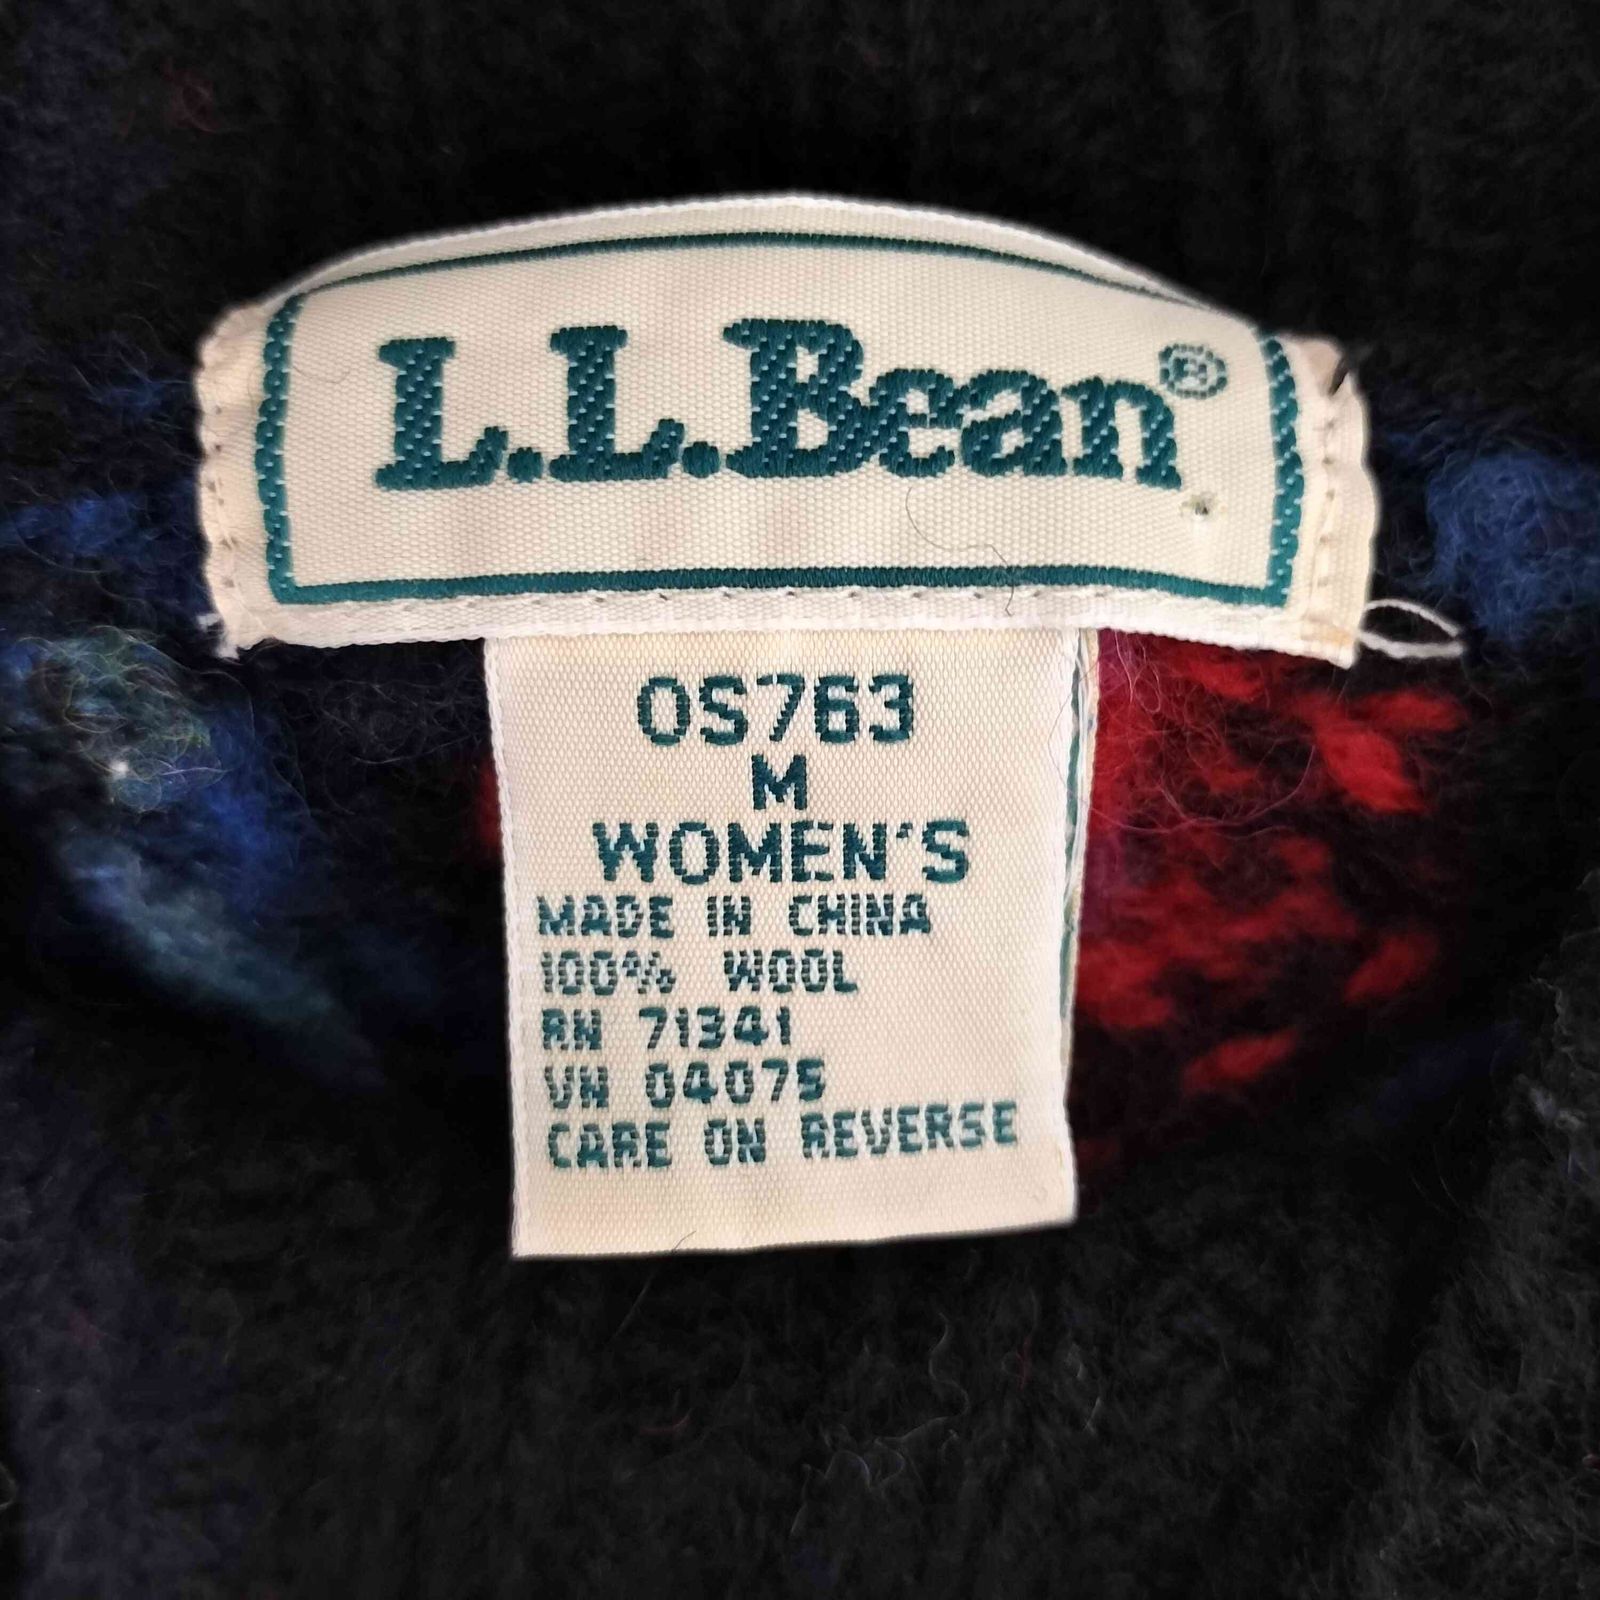 L.L.Bean®
OS763
M
WOMEN'S
MADE IN CHINA
100% WOOL
RN 71341
VN 04075
CARE ON REVERSE